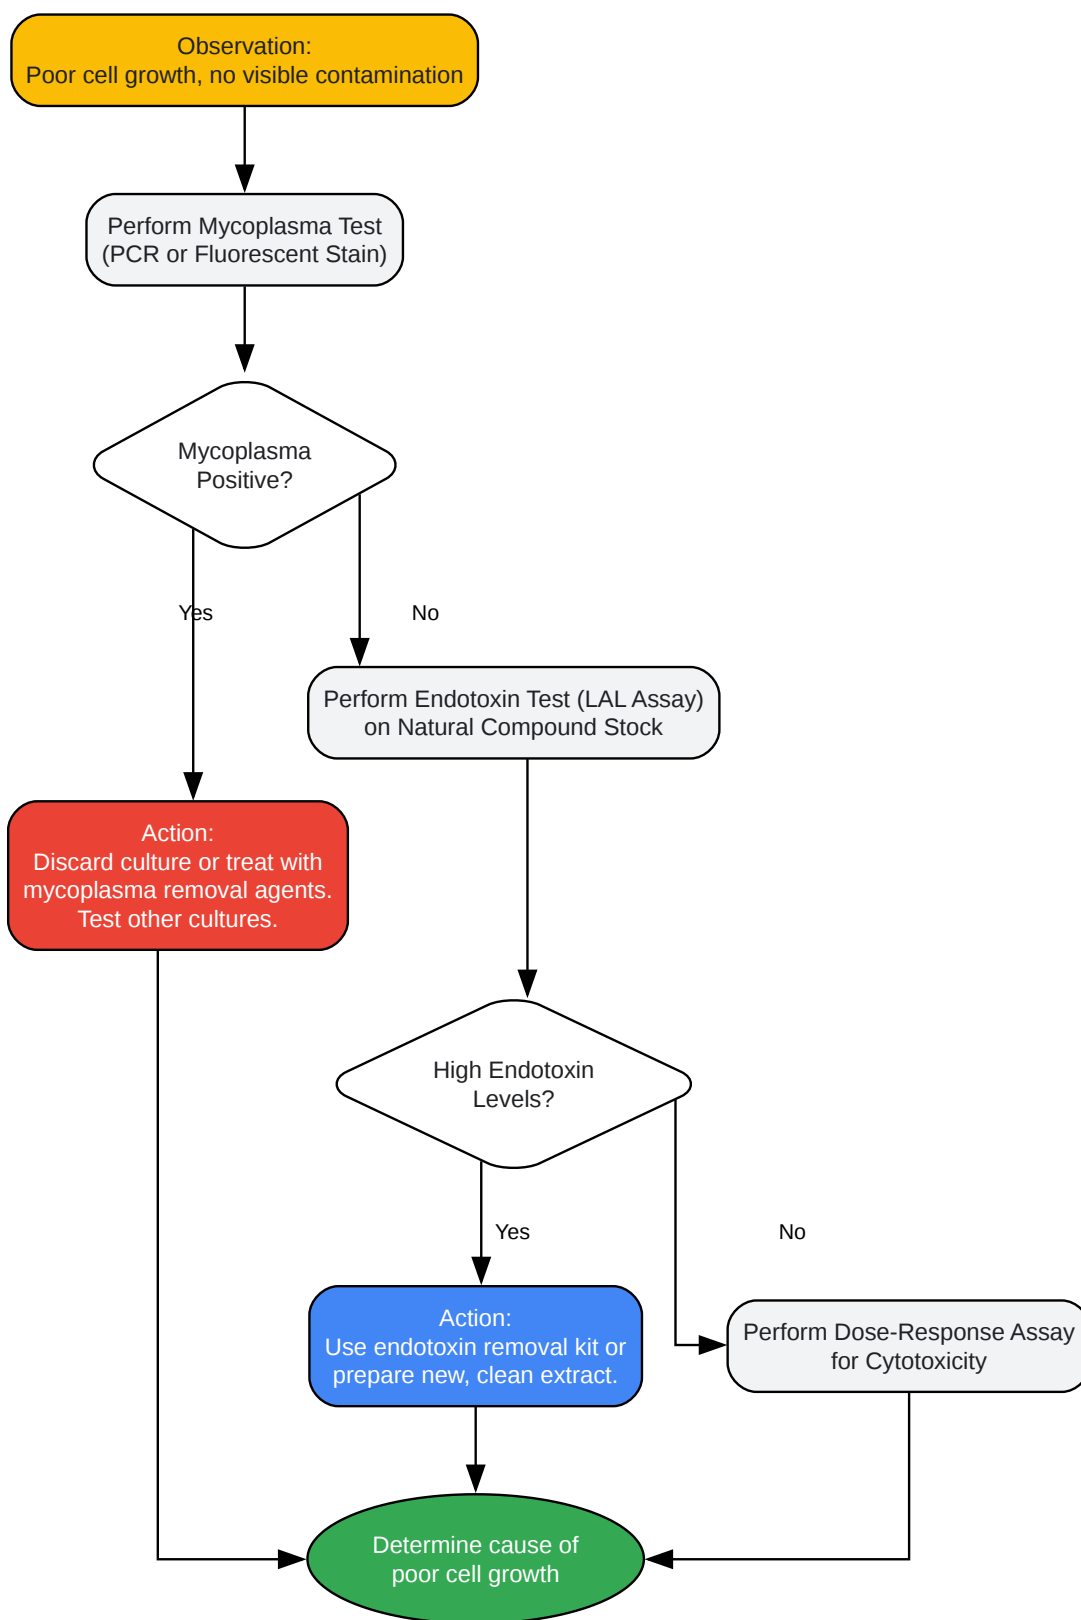 Observation:
Poor cell growth, no visible contamination
Perform Mycoplasma Test
(PCR or Fluorescent Stain)
Mycoplasma
Positive?
Yes
No
Perform Endotoxin Test (LAL Assay)
on Natural Compound Stock
Action:
Discard culture or treat with
mycoplasma removal agents.
Test other cultures.
High Endotoxin
Levels?
Yes
No
Action:
Use endotoxin removal kit or
prepare new, clean extract.
Perform Dose-Response Assay
for Cytotoxicity
Determine cause of
poor cell growth